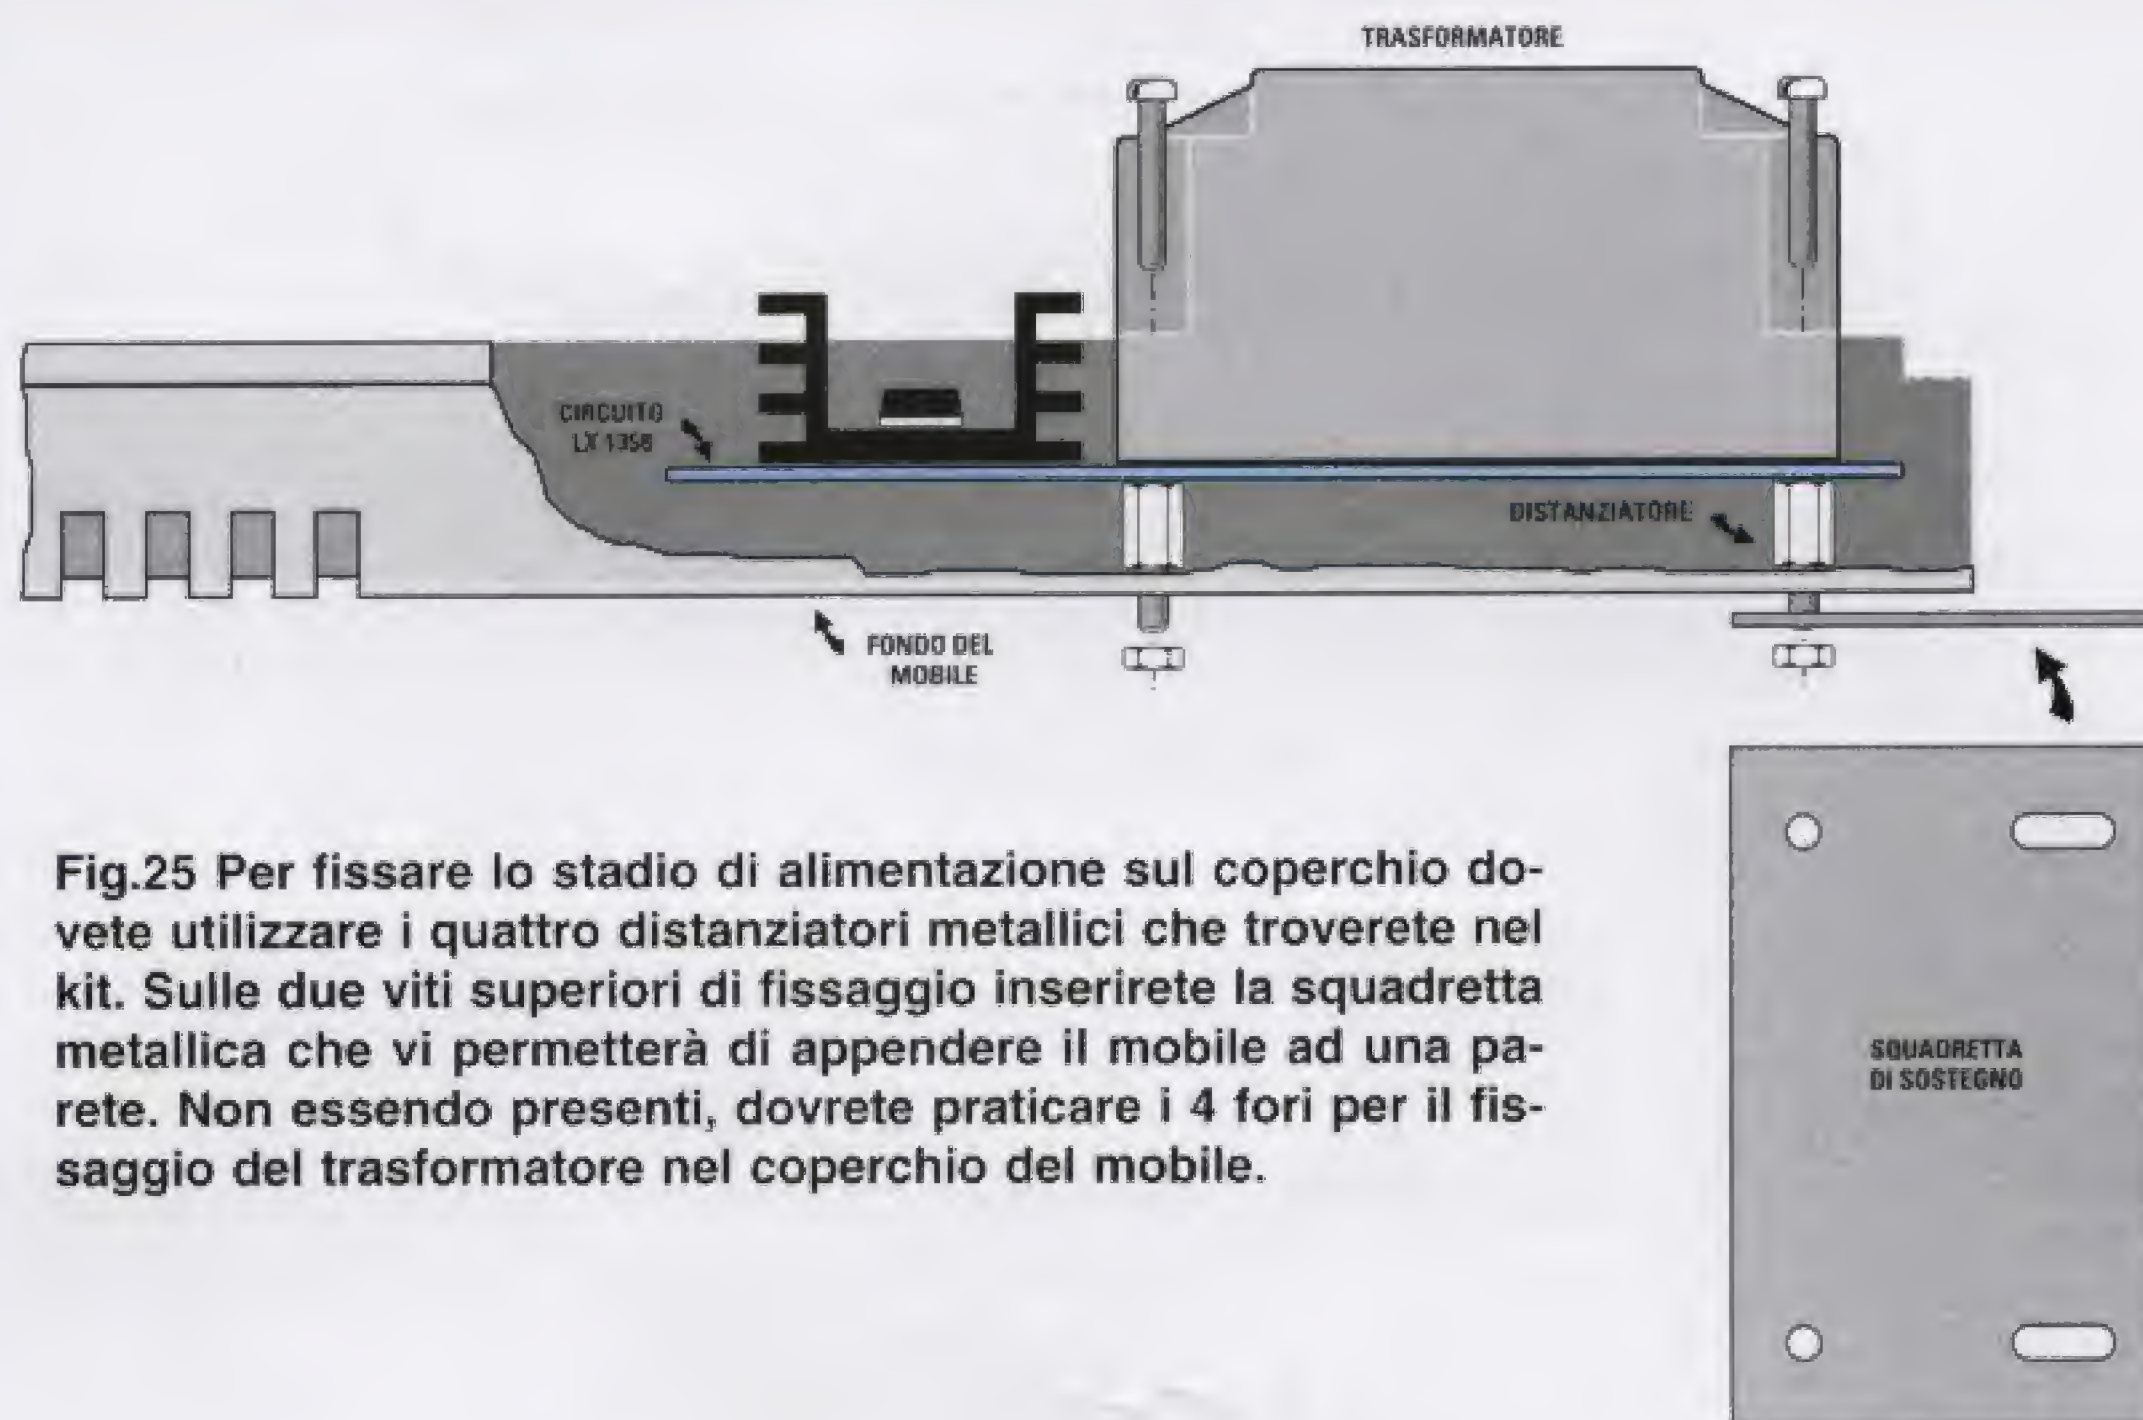 TRASFORMATORE
CIRCUITO
LX 1358
DISTANZIATORE
FONDO DEL
MOBILE
Fig.25 Per fissare lo stadio di alimentazione sul coperchio do-
vete utilizzare i quattro distanziatori metallici che troverete nel
kit. Sulle due viti superiori di fissaggio inserirete la squadretta
metallica che vi permetterà di appendere il mobile ad una pa-
rete. Non essendo presenti, dovrete praticare i 4 fori per il fis-
saggio del trasformatore nel coperchio del mobile.
SQUADRETTA
DI SOSTEGNO